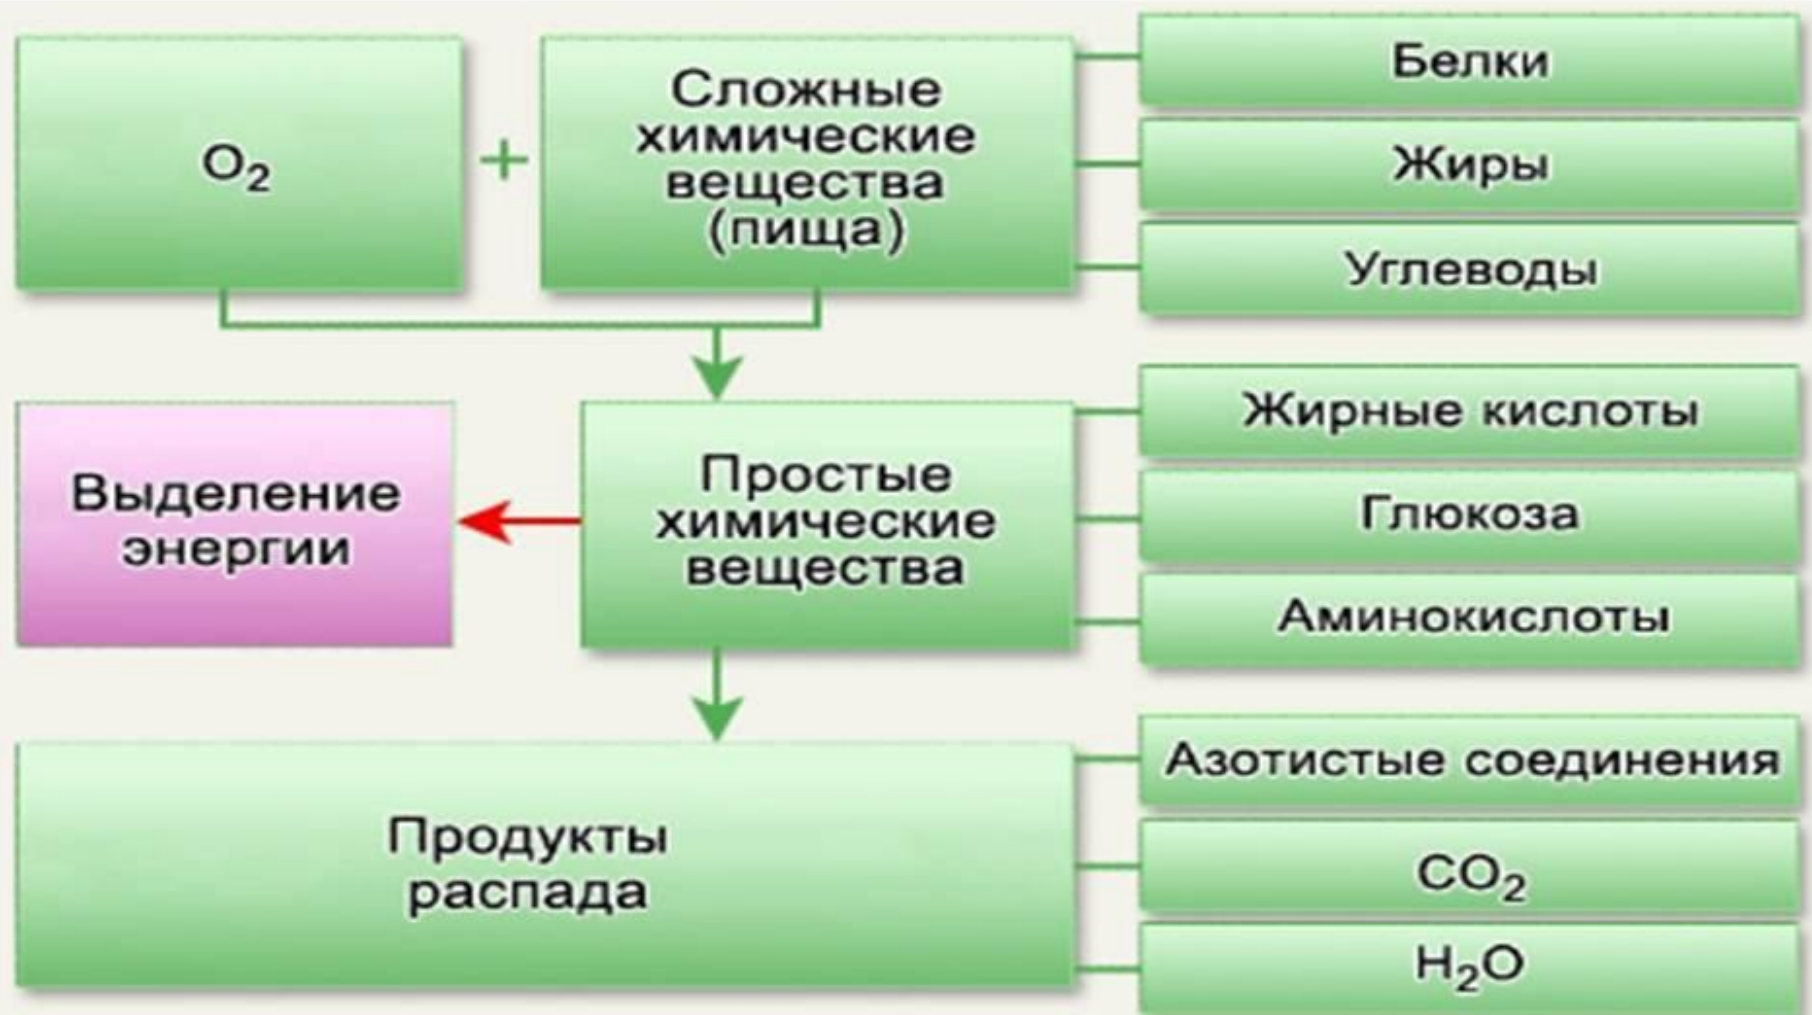 O₂
+
Сложные
химические
вещества
(пища)
Белки
Жиры
Углеводы
Выделение
энергии
Простые
химические
вещества
Жирные кислоты
Глюкоза
Аминокислоты
Продукты
распада
Азотистые соединения
CO₂
H₂O